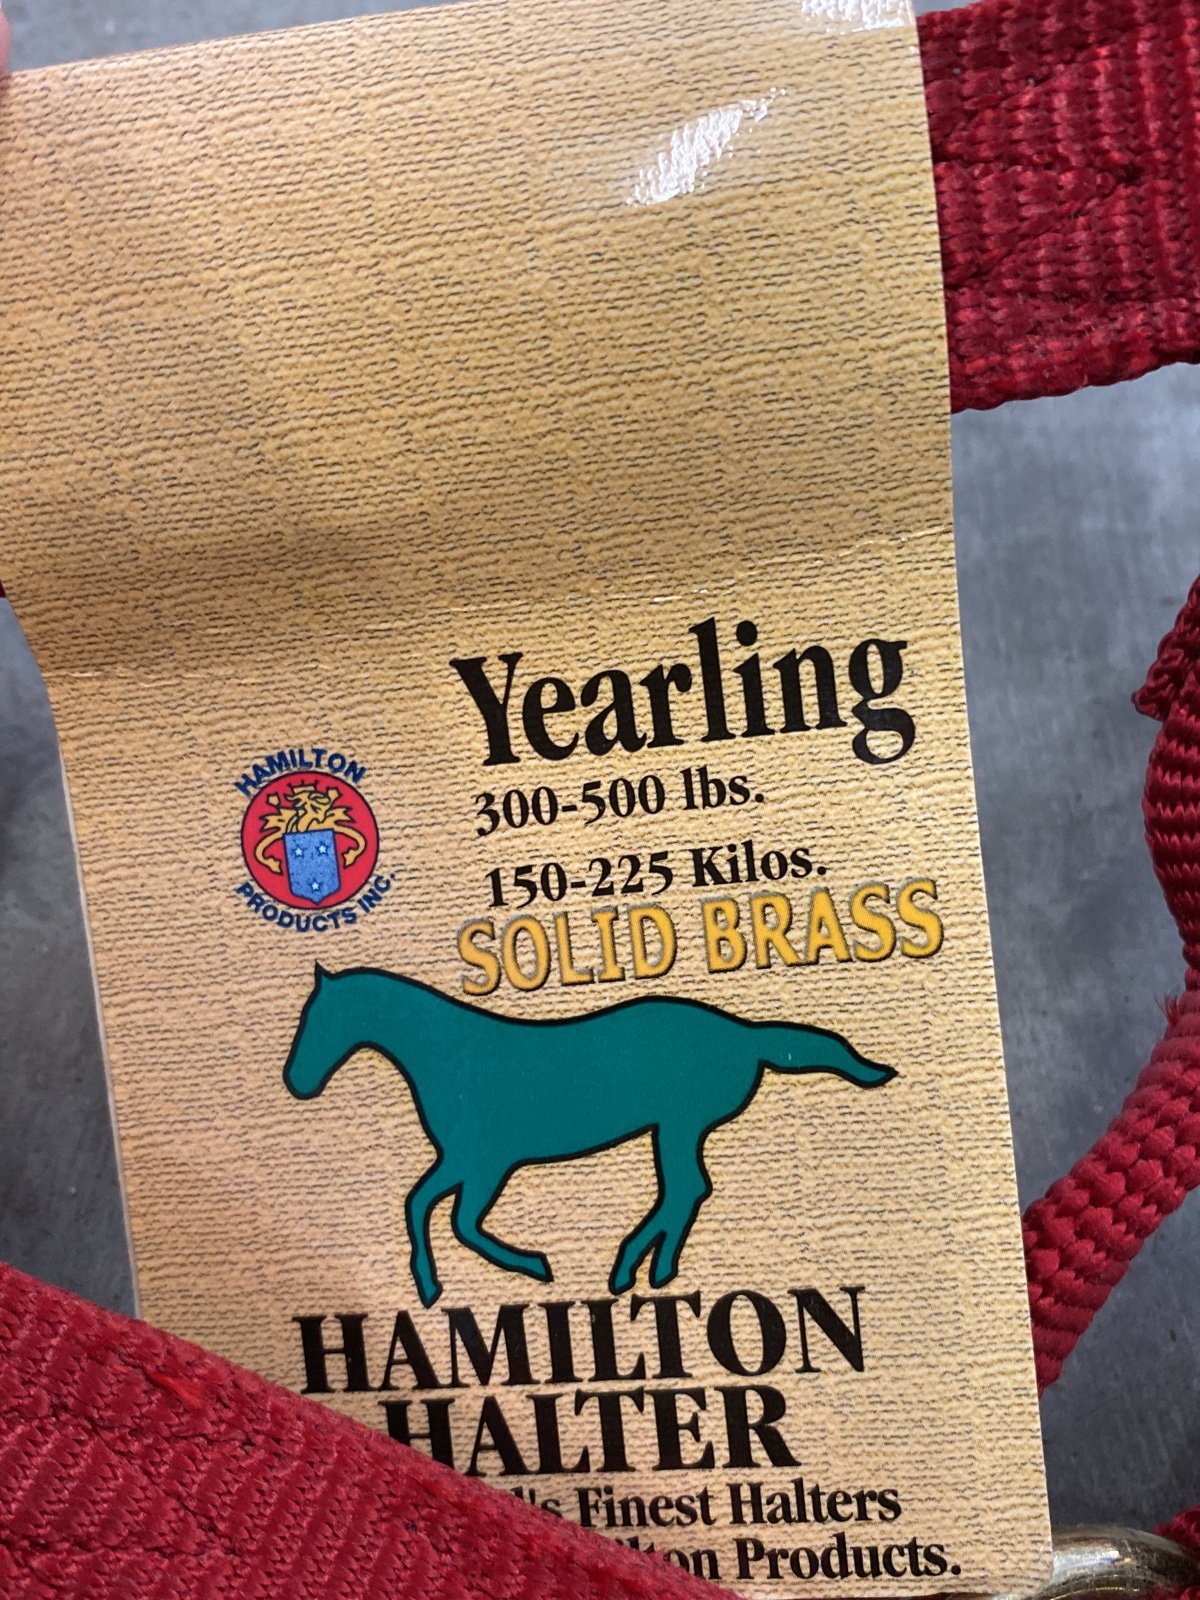 Yearling
300-500 lbs.
150-225 Kilos.
HAMILTON
PRODUCTS INC.
SOLID BRASS
HAMILTON
HALTER
Finest Halters
Products.